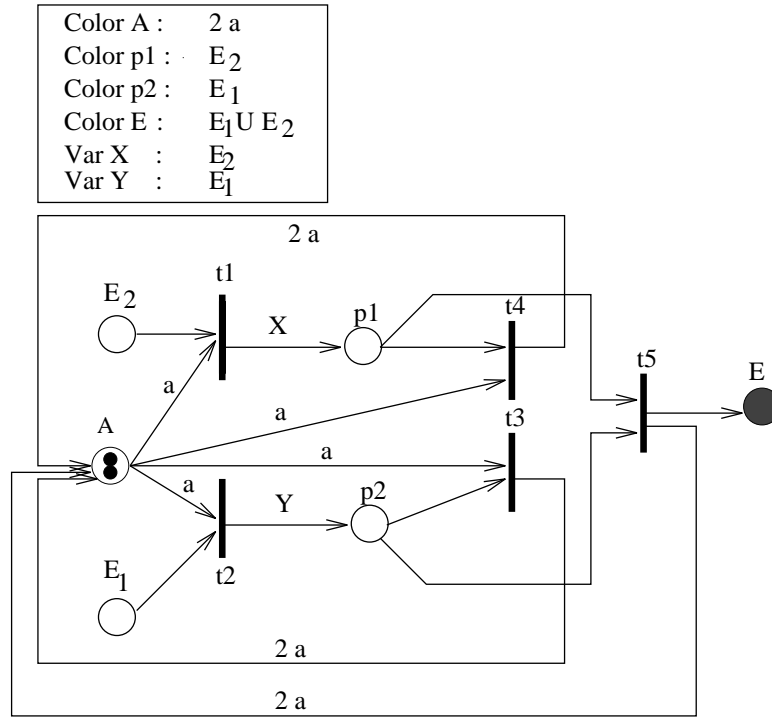 Color A : 2 a
Color p1 : E2
Color p2 : E1
Color E : E1 U E2
Var X : E2
Var Y : E1
2 a
t1
E2
X
p1
t4
t5
E
a
a
t3
A
a
a
Y
p2
E1
t2
2 a
2 a